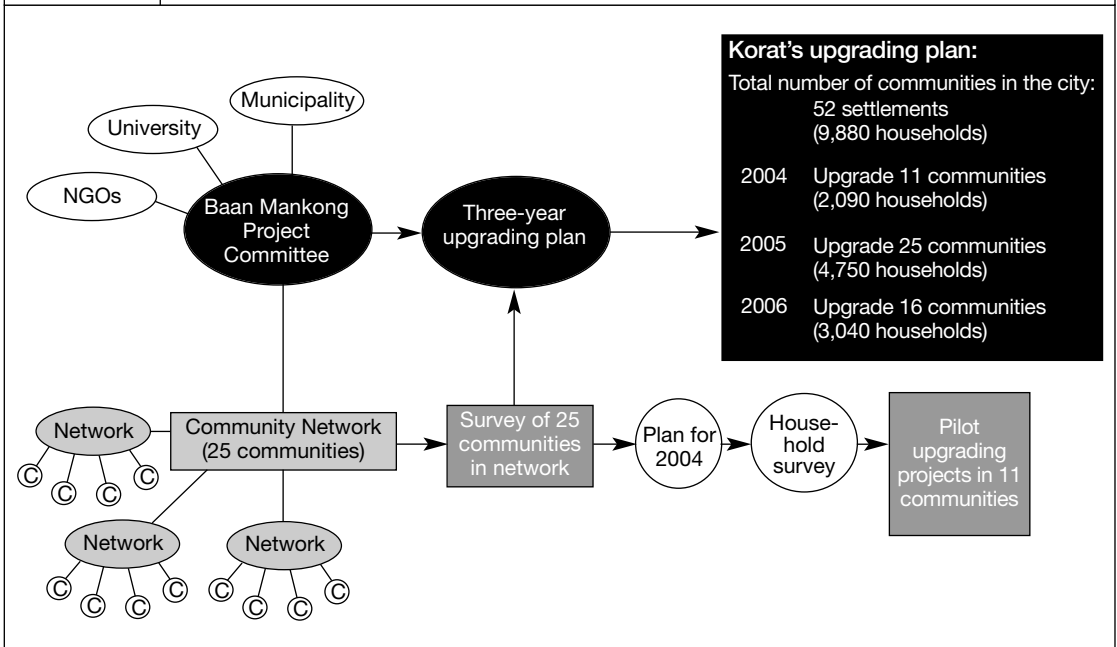 Municipality
University
NGOs
Baan Mankong
Project
Committee
Three-year
upgrading plan
Korat's upgrading plan:
Total number of communities in the city:
52 settlements
(9,880 households)
2004 Upgrade 11 communities
(2,090 households)
2005 Upgrade 25 communities
(4,750 households)
2006 Upgrade 16 communities
(3,040 households)
Network
C
C
C
C
Community Network
(25 communities)
Survey of 25
communities
in network
Plan for
2004
House-
hold
survey
Pilot
upgrading
projects in 11
communities
Network
C
C
C
C
Network
C
C
C
C